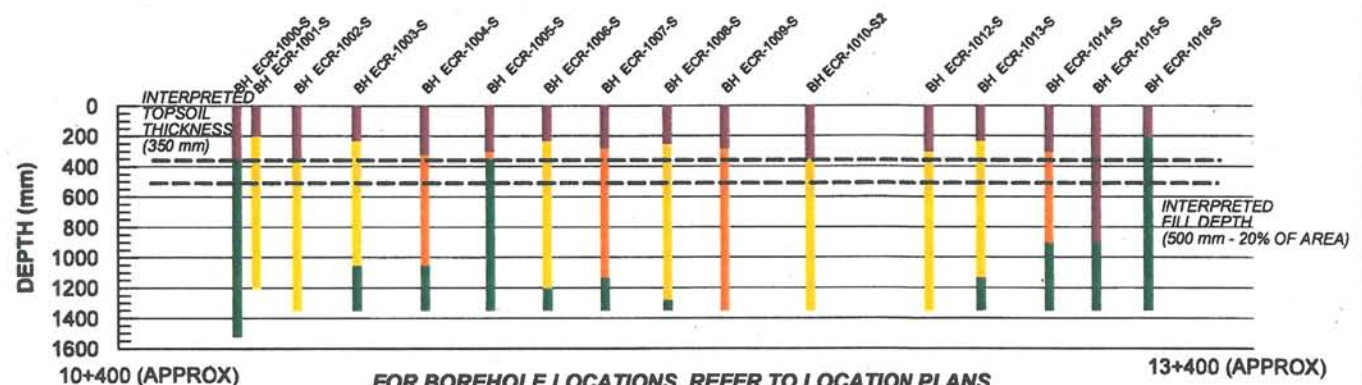 BH ECR-1000-S
BH ECR-1001-S
BH ECR-1002-S
BH ECR-1003-S
BH ECR-1004-S
BH ECR-1005-S
BH ECR-1006-S
BH ECR-1007-S
BH ECR-1008-S
BH ECR-1009-S
BH ECR-1010-S2
BH ECR-1012-S
BH ECR-1013-S
BH ECR-1014-S
BH ECR-1015-S
BH ECR-1016-S
INTERPRETED
TOPSOIL
THICKNESS
(350 mm)
DEPTH (mm)
0
200
400
600
800
1000
1200
1400
1600
INTERPRETED
FILL DEPTH
(500 mm - 20% OF AREA)
10+400 (APPROX)
13+400 (APPROX)
FOR BOREHOLE LOCATIONS, REFER TO LOCATION PLANS